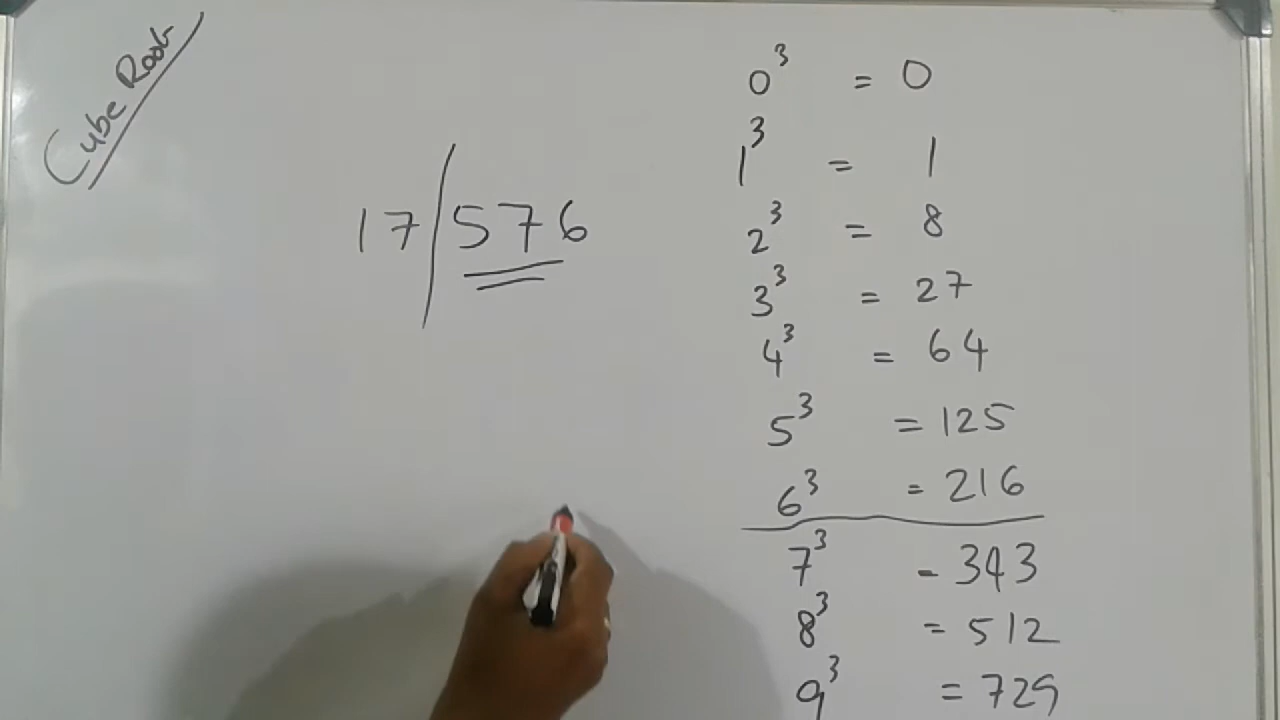 Cube Root
17/576
0³ = 0
1³ = 1
2³ = 8
3³ = 27
4³ = 64
5³ = 125
6³ = 216
7³ - 343
8³ = 512
9³ = 729